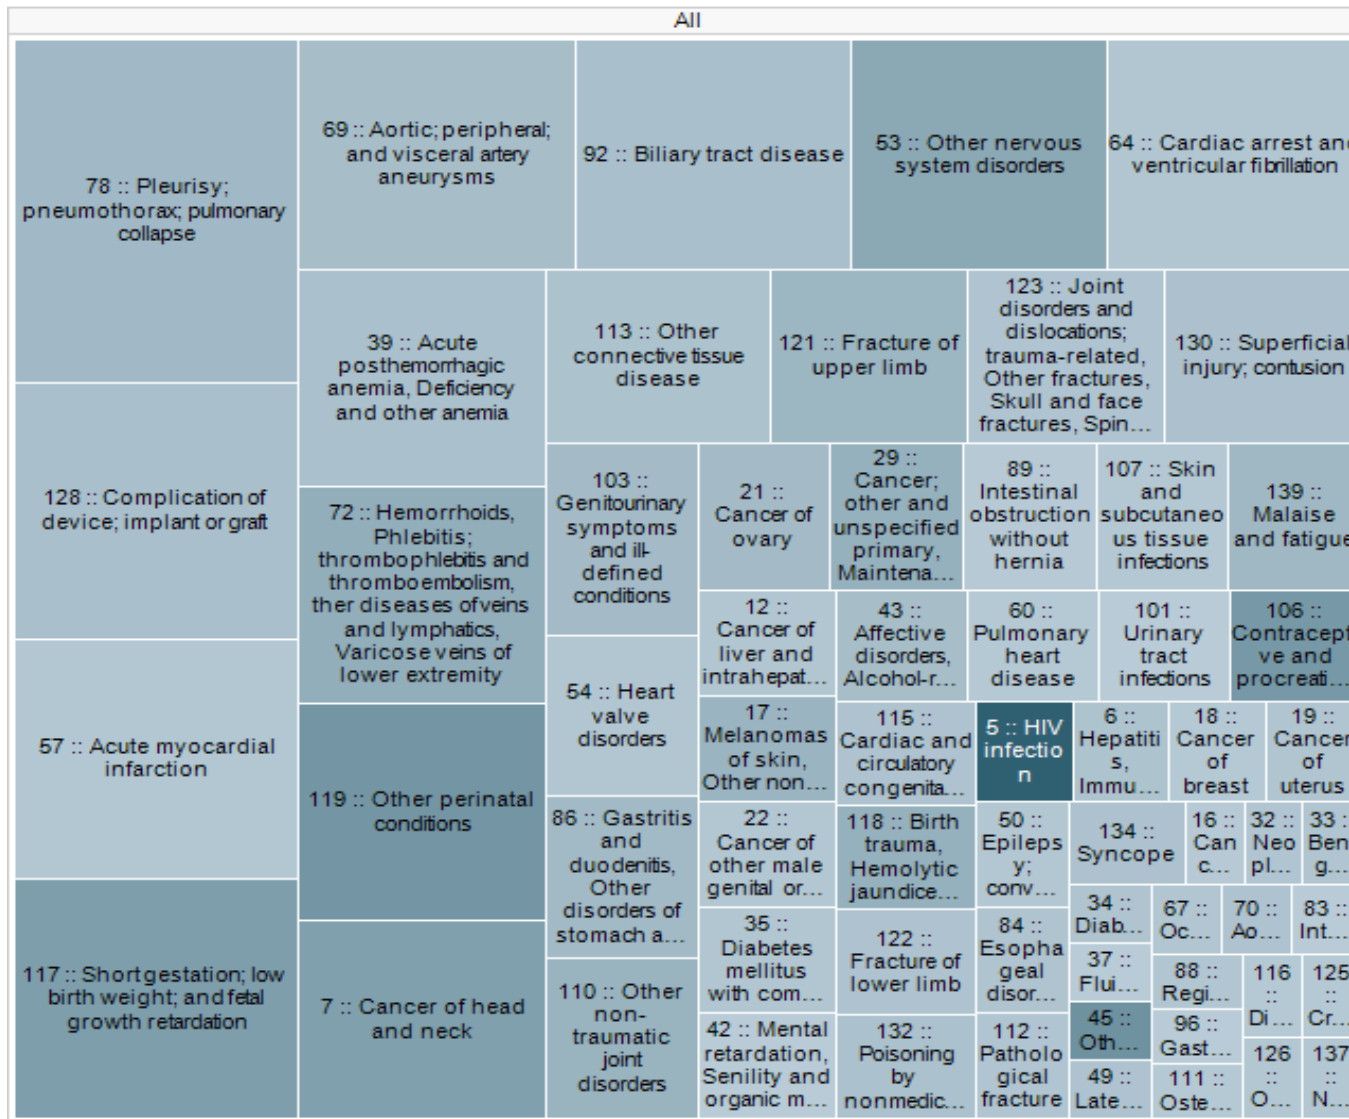 All
78 :: Pleurisy;
pneumothorax; pulmonary
collapse
128 :: Complication of
device; implant or graft
57 :: Acute myocardial
infarction
117 :: Short gestation; low
birth weight; and fetal
growth retardation
69 :: Aortic; peripheral;
and visceral artery
aneurysms
92 :: Biliary tract disease
53 :: Other nervous
system disorders
64 :: Cardiac arrest and
ventricular fibrillation
39 :: Acute
posthemorrhagic
anemia, Deficiency
and other anemia
72 :: Hemorrhoids,
Phlebitis;
thrombophlebitis and
thromboembolism,
ther diseases of veins
and lymphatics,
Varicose veins of
lower extremity
119 :: Other perinatal
conditions
7 :: Cancer of head
and neck
113 :: Other
connective tissue
disease
121 :: Fracture of
upper limb
123 :: Joint
disorders and
dislocations;
trauma-related,
Other fractures,
Skull and face
fractures, Spin...
130 :: Superficial
injury; contusion
103 ::
Genitourinary
symptoms
and ill-
defined
conditions
54 :: Heart
valve
disorders
86 :: Gastritis
and
duodenitis,
Other
disorders of
stomach a...
110 :: Other
non-
traumatic
joint
disorders
21 ::
Cancer of
ovary
29 ::
Cancer;
other and
unspecified
primary,
Maintena...
89 ::
Intestinal
obstruction
without
hernia
107 :: Skin
and
subcutaneo
us tissue
infections
139 ::
Malaise
and fatigue
12 ::
Cancer of
liver and
intrahepat...
43 ::
Affective
disorders,
Alcohol-r...
60 ::
Pulmonary
heart
disease
101 ::
Urinary
tract
infections
106 ::
Contracept
ve and
procreati...
17 ::
Melanomas
of skin,
Other non...
115 ::
Cardiac and
circulatory
congenita...
5 :: HIV
infectio
n
6 ::
Hepatiti
s,
Immu...
18 ::
Cancer
of
breast
19 ::
Cancer
of
uterus
22 ::
Cancer of
other male
genital or...
118 :: Birth
trauma,
Hemolytic
jaundice...
50 ::
Epileps
y;
conv...
134 ::
Syncope
16 ::
Can
c...
32 ::
Neo
pl...
33 ::
Ben
g...
35 ::
Diabetes
mellitus
with com...
122 ::
Fracture of
lower limb
84 ::
Esopha
geal
disor...
34 ::
Diab...
67 ::
Oc...
70 ::
Ao...
83 ::
Int...
37 ::
Flui...
88 ::
Regi...
116
::
Di...
125
::
Cr...
42 :: Mental
retardation,
Senility and
organic m...
132 ::
Poisoning
by
nonmedic...
112 ::
Patholo
gical
fracture
45 ::
Oth...
96 ::
Gast...
49 ::
Late...
111 ::
Oste...
126
::
O...
137
::
N...